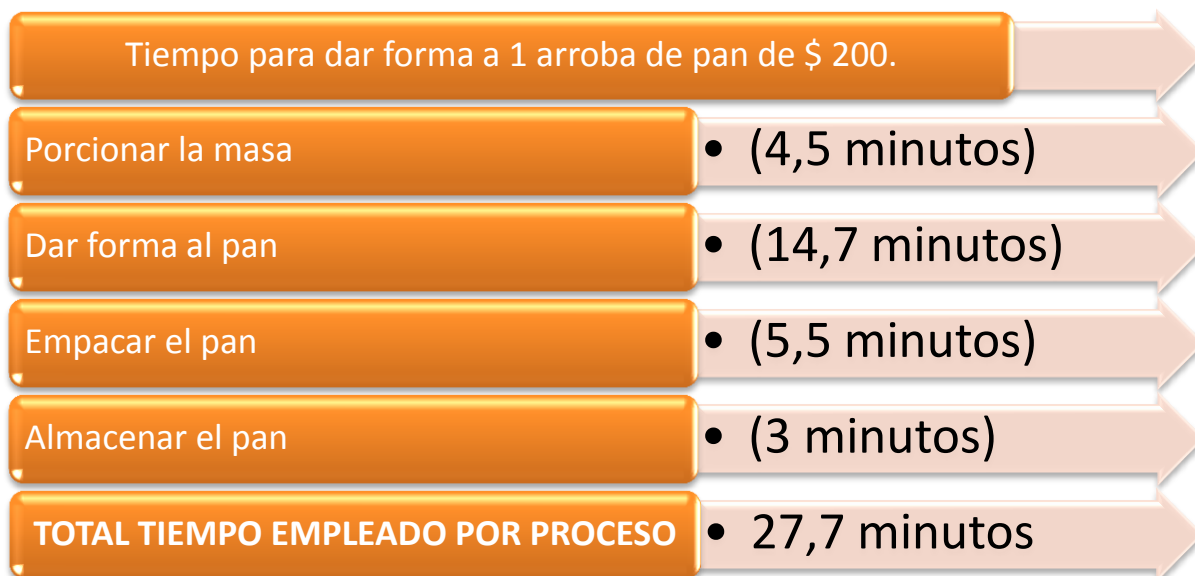 Tiempo para dar forma a 1 arroba de pan de $ 200.
Porcionar la masa • (4,5 minutos)
Dar forma al pan • (14,7 minutos)
Empacar el pan • (5,5 minutos)
Almacenar el pan • (3 minutos)
TOTAL TIEMPO EMPLEADO POR PROCESO • 27,7 minutos